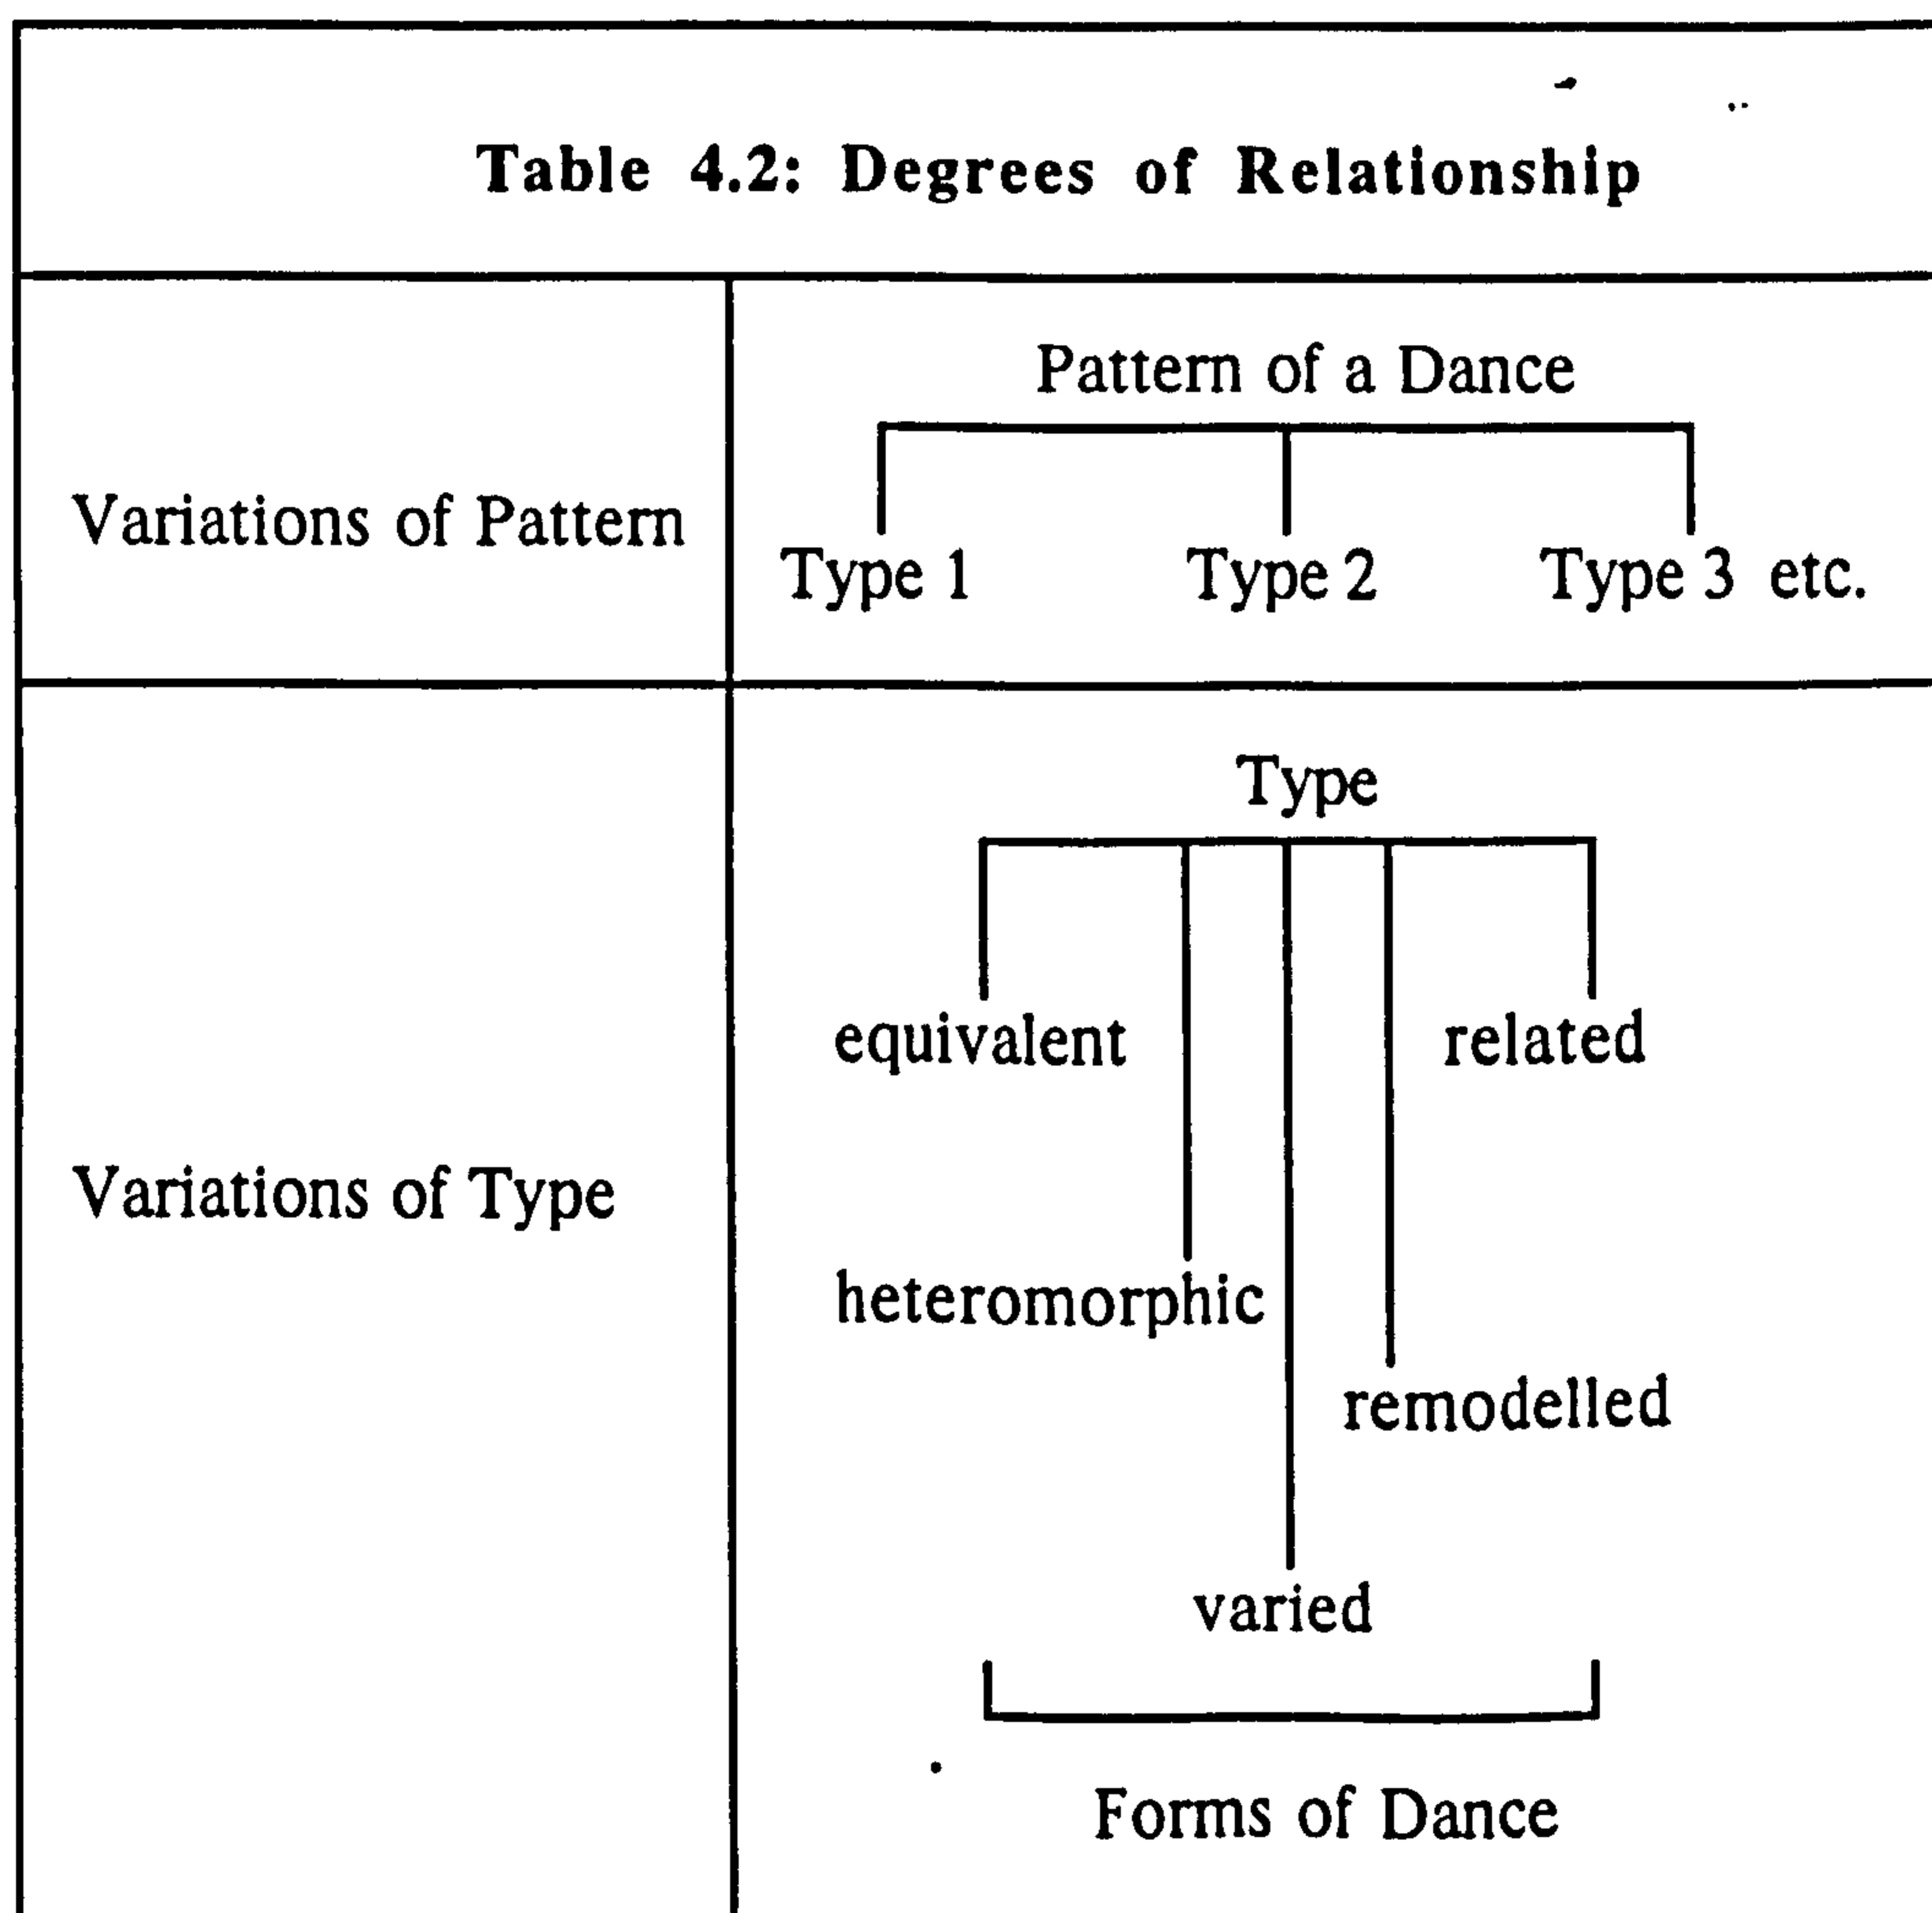 Table 4.2: Degrees of Relationship
Pattern of a Dance
Variations of Pattern
Type 1
Type 2
Type 3 etc.
Type
equivalent
related
Variations of Type
heteromorphic
remodelled
varied
Forms of Dance